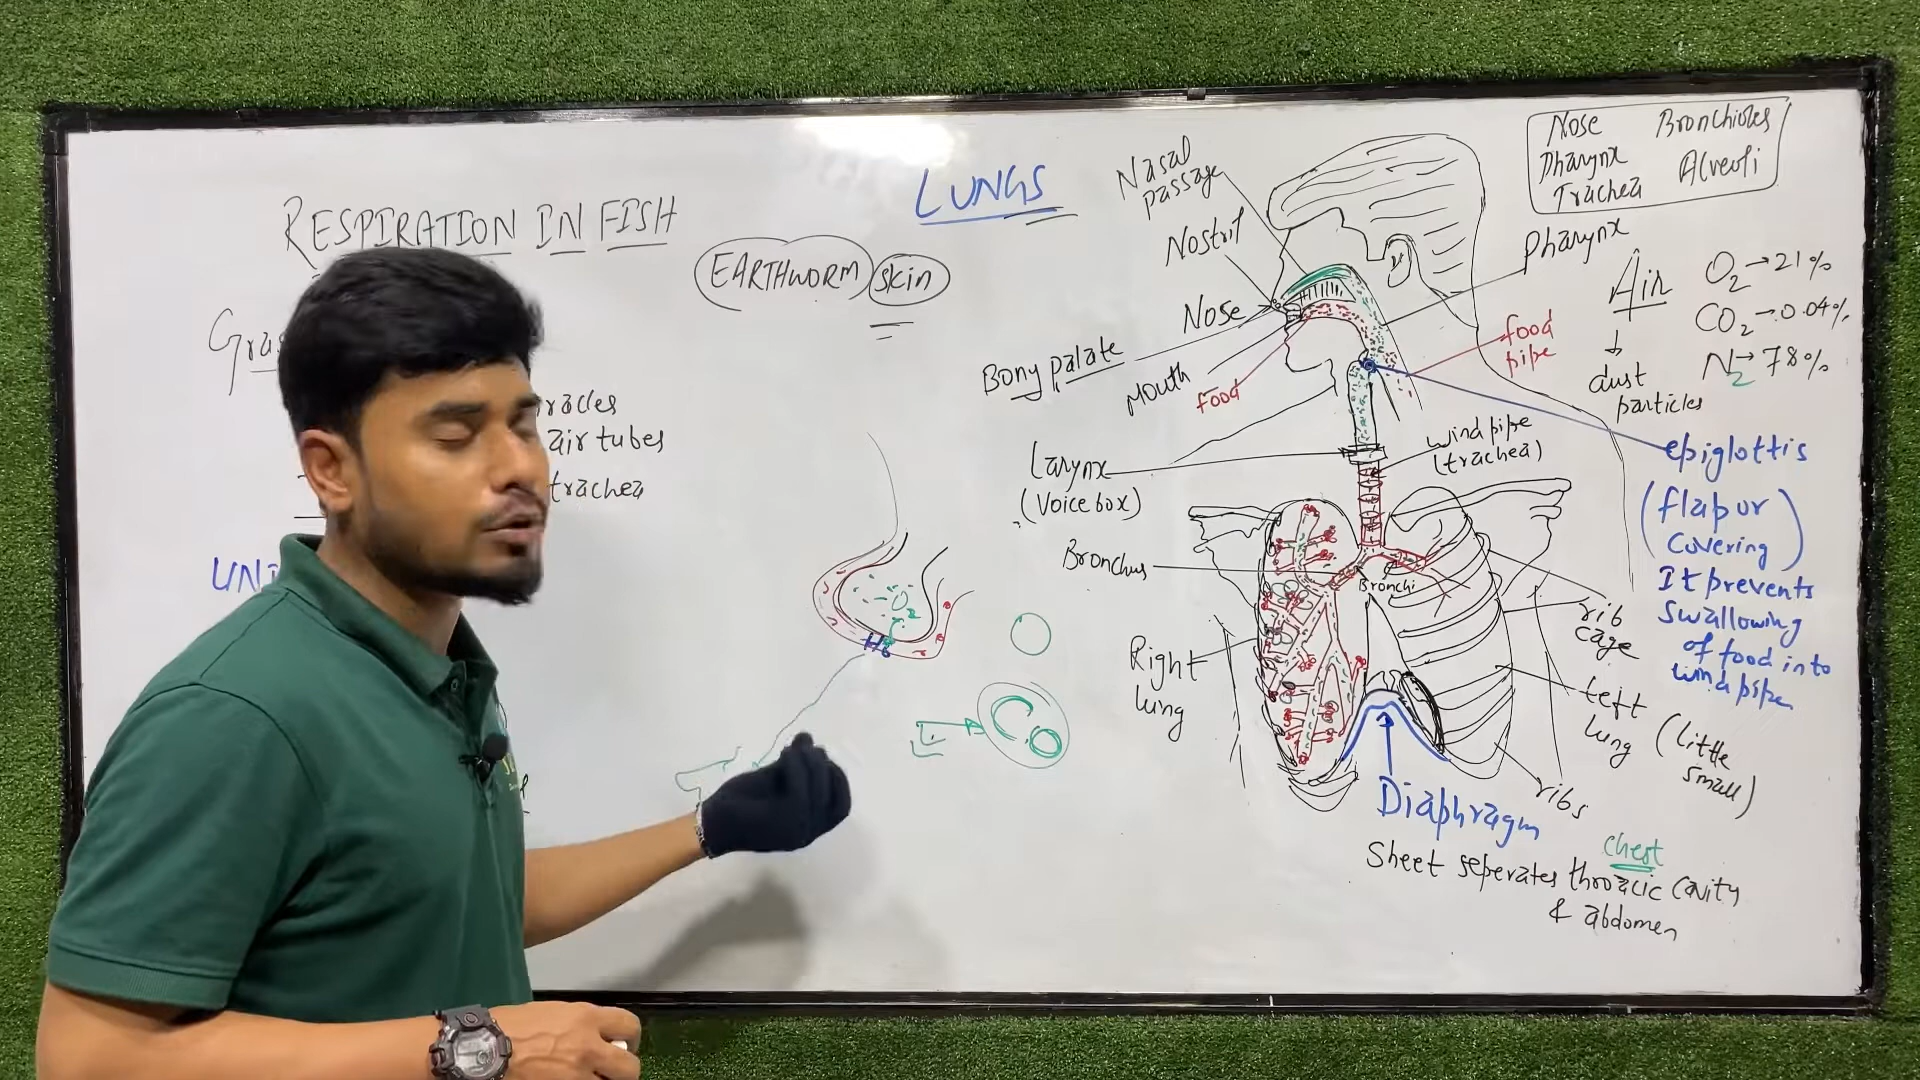 RESPIRATION IN FISH
EARTHWORM skin
racles
air tubes
trachea
O2
Hb
LUNGS
Nasal
passage
Nostril
Nose
Bony palate
Mouth
food
Larynx
(Voice box)
Bronchus
Right
lung
Nose Bronchioles
Pharynx Alveoli
Trachea
Pharynx
Air
dust
particles
O2→21%
CO2→0.04%
N2→78%
food
pipe
wind pipe
(trachea)
Bronchi
epiglottis
(flap or
covering)
It prevents
swallowing
of food into
wind pipe
rib
cage
Left
lung (little
small)
ribs
Diaphragm
Chest
Sheet seperates throacic cavity
& abdomen